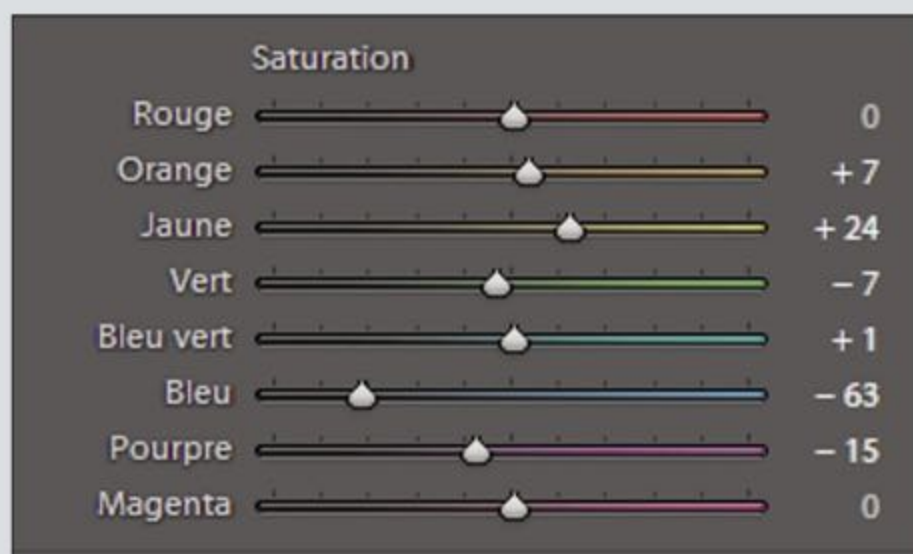 Saturation
Rouge 0
Orange + 7
Jaune + 24
Vert – 7
Bleu vert + 1
Bleu – 63
Pourpre – 15
Magenta 0